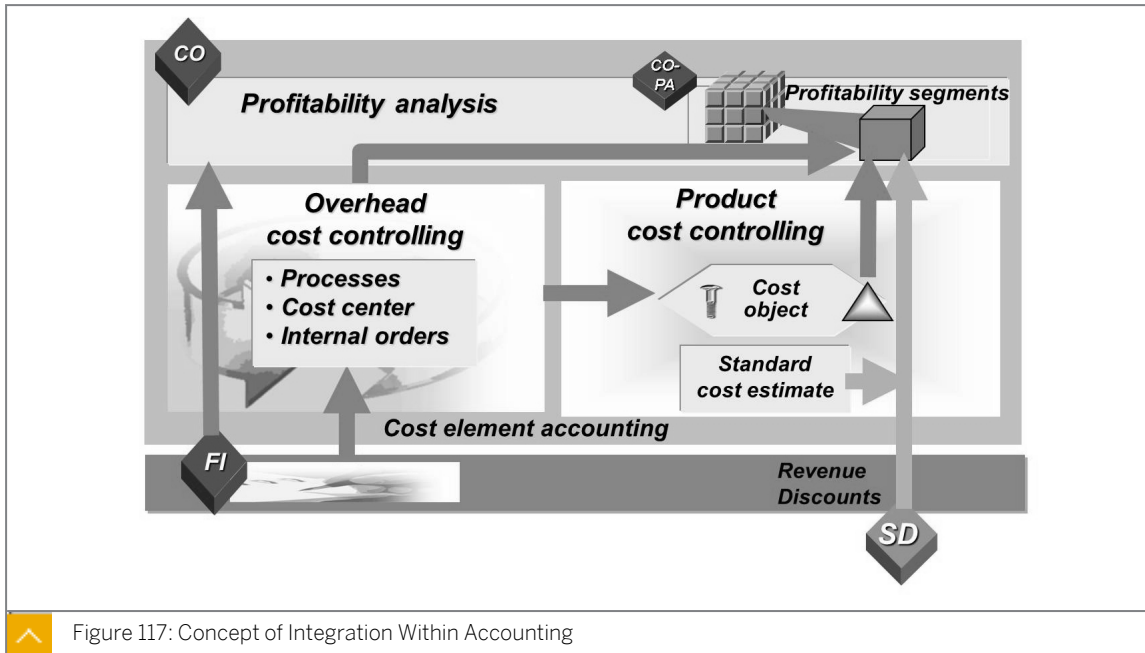 CO
CO-
PA
Profitability analysis
Profitability segments
Overhead
cost controlling
• Processes
• Cost center
• Internal orders
Product
cost controlling
Cost
object
Standard
cost estimate
Cost element accounting
FI
Revenue
Discounts
SD
Figure 117: Concept of Integration Within Accounting